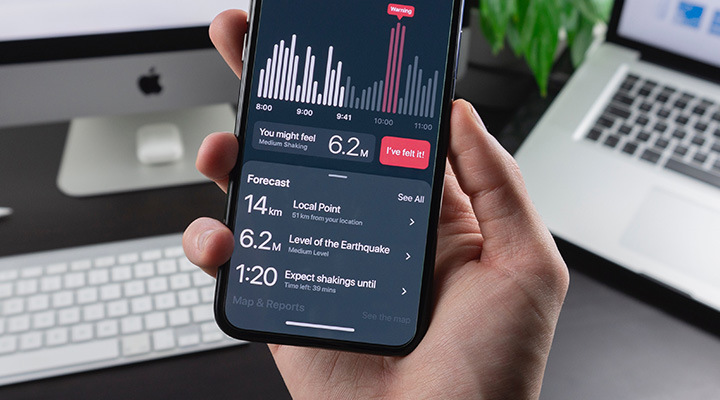 Warning
8:00 9:00 9:41 10:00 11:00
You might feel
Medium Shaking
6.2M
I've felt it!
Forecast
See All
14 km
Local Point
51 km from your location
6.2M
Level of the Earthquake
Medium Level
1:20
Expect shakings until
Time left: 39 mins
Map & Reports
See the map